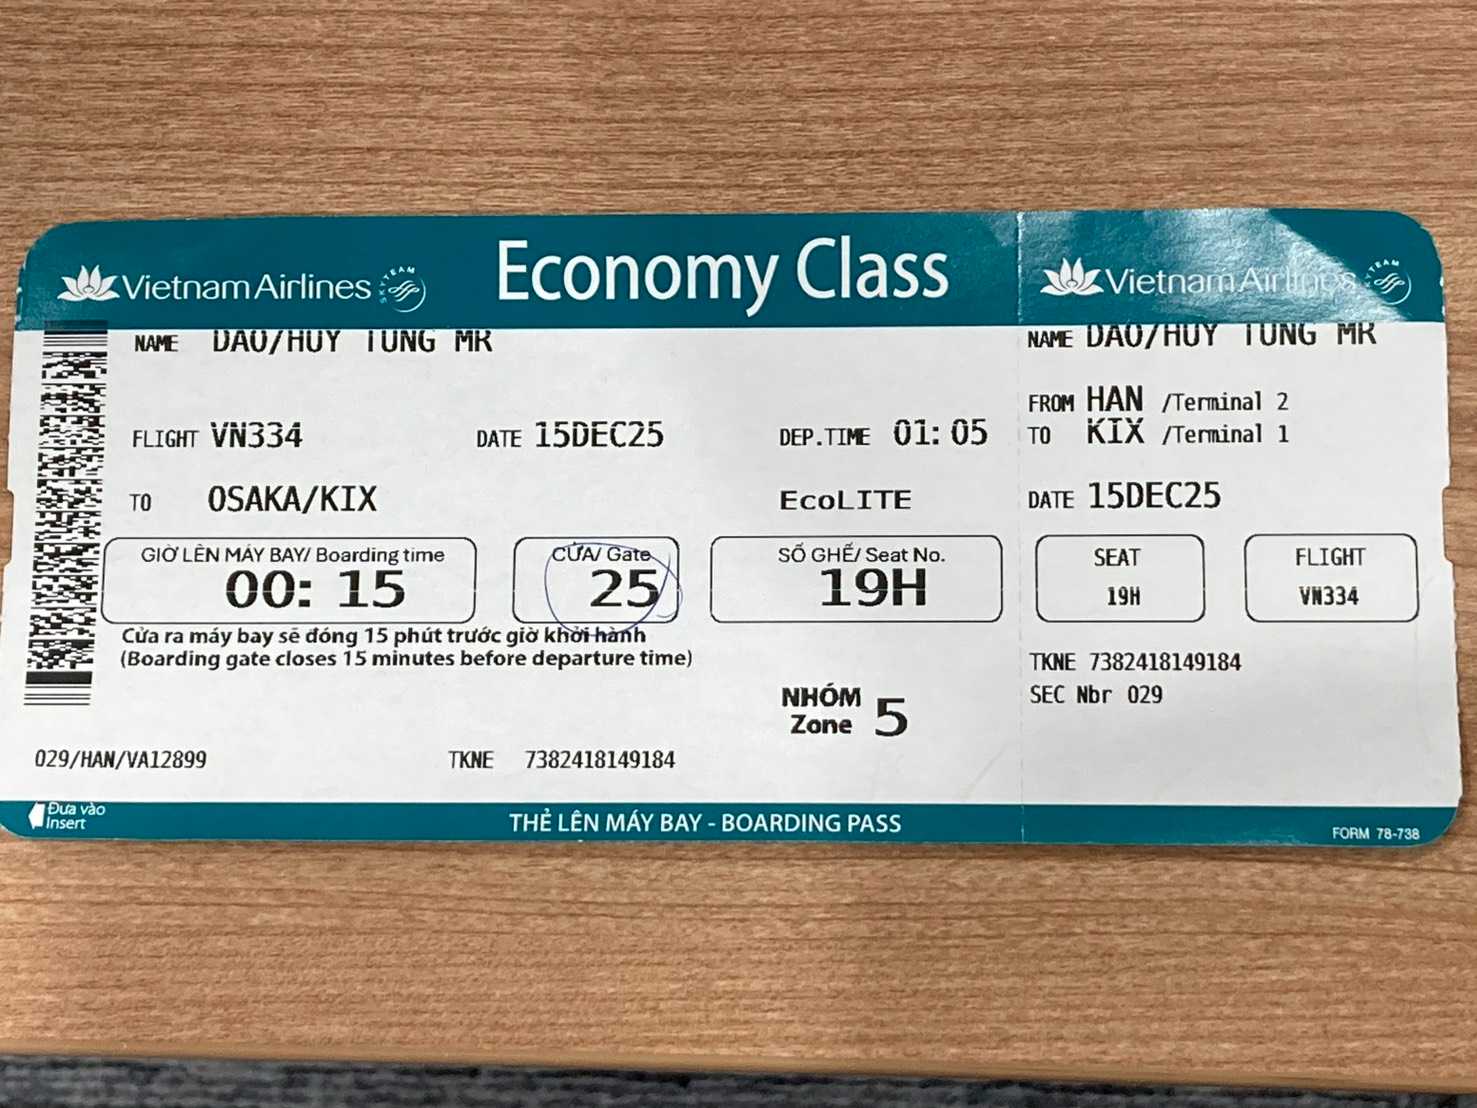 Vietnam Airlines SKYTEAM Economy Class
NAME DAO/HUY TUNG MR
FLIGHT VN334 DATE 15DEC25 DEP.TIME 01:05
TO OSAKA/KIX EcoLITE
GIỜ LÊN MÁY BAY/ Boarding time
00:15
CỬA/ Gate
25
SỐ GHẾ/ Seat No.
19H
Cửa ra máy bay sẽ đóng 15 phút trước giờ khởi hành
(Boarding gate closes 15 minutes before departure time)
NHÓM
Zone 5
029/HAN/VA12899 TKNE 7382418149184
Đưa vào
Insert
THẺ LÊN MÁY BAY - BOARDING PASS
Vietnam Airlines SKYTEAM
NAME DAO/HUY TUNG MR
FROM HAN /Terminal 2
TO KIX /Terminal 1
DATE 15DEC25
SEAT
19H
FLIGHT
VN334
TKNE 7382418149184
SEC Nbr 029
FORM 78-738